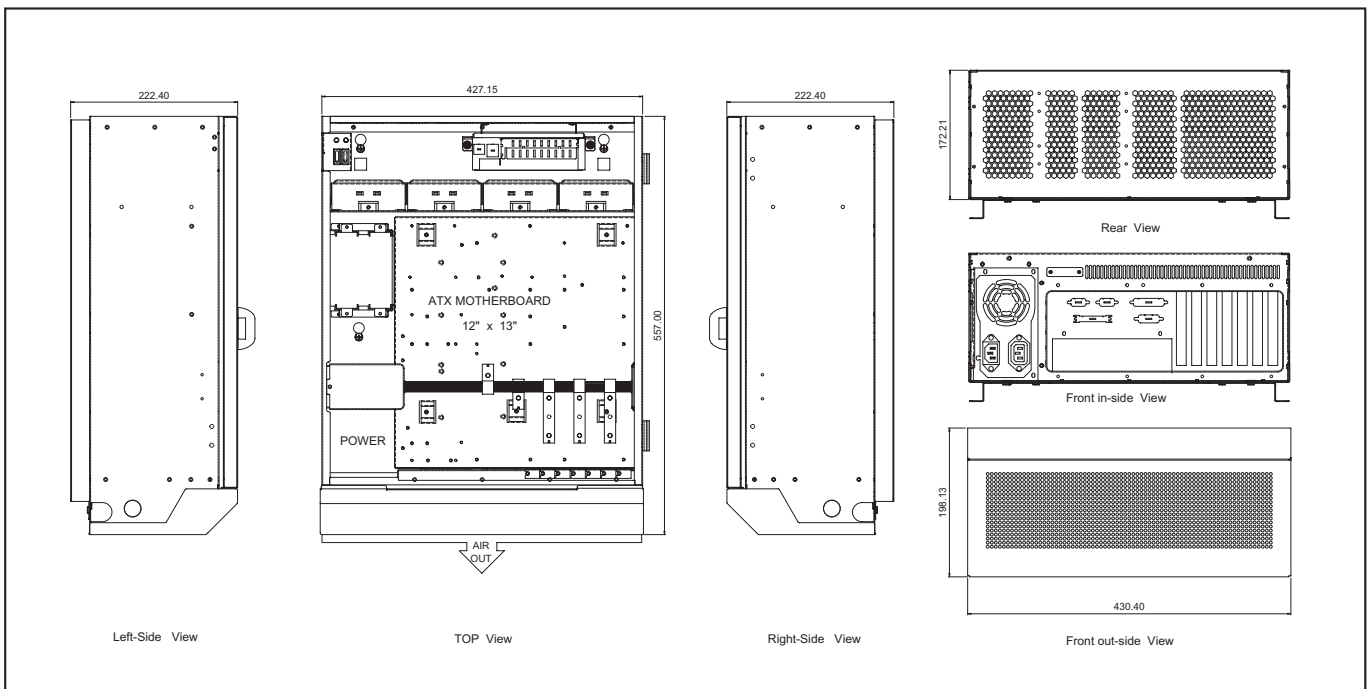 222.40
427.15
222.40
172.21
Rear View
ATX MOTHERBOARD
12" x 13"
557.00
POWER
Front in-side View
AIR
OUT
198.13
430.40
Left-Side View
TOP View
Right-Side View
Front out-side View